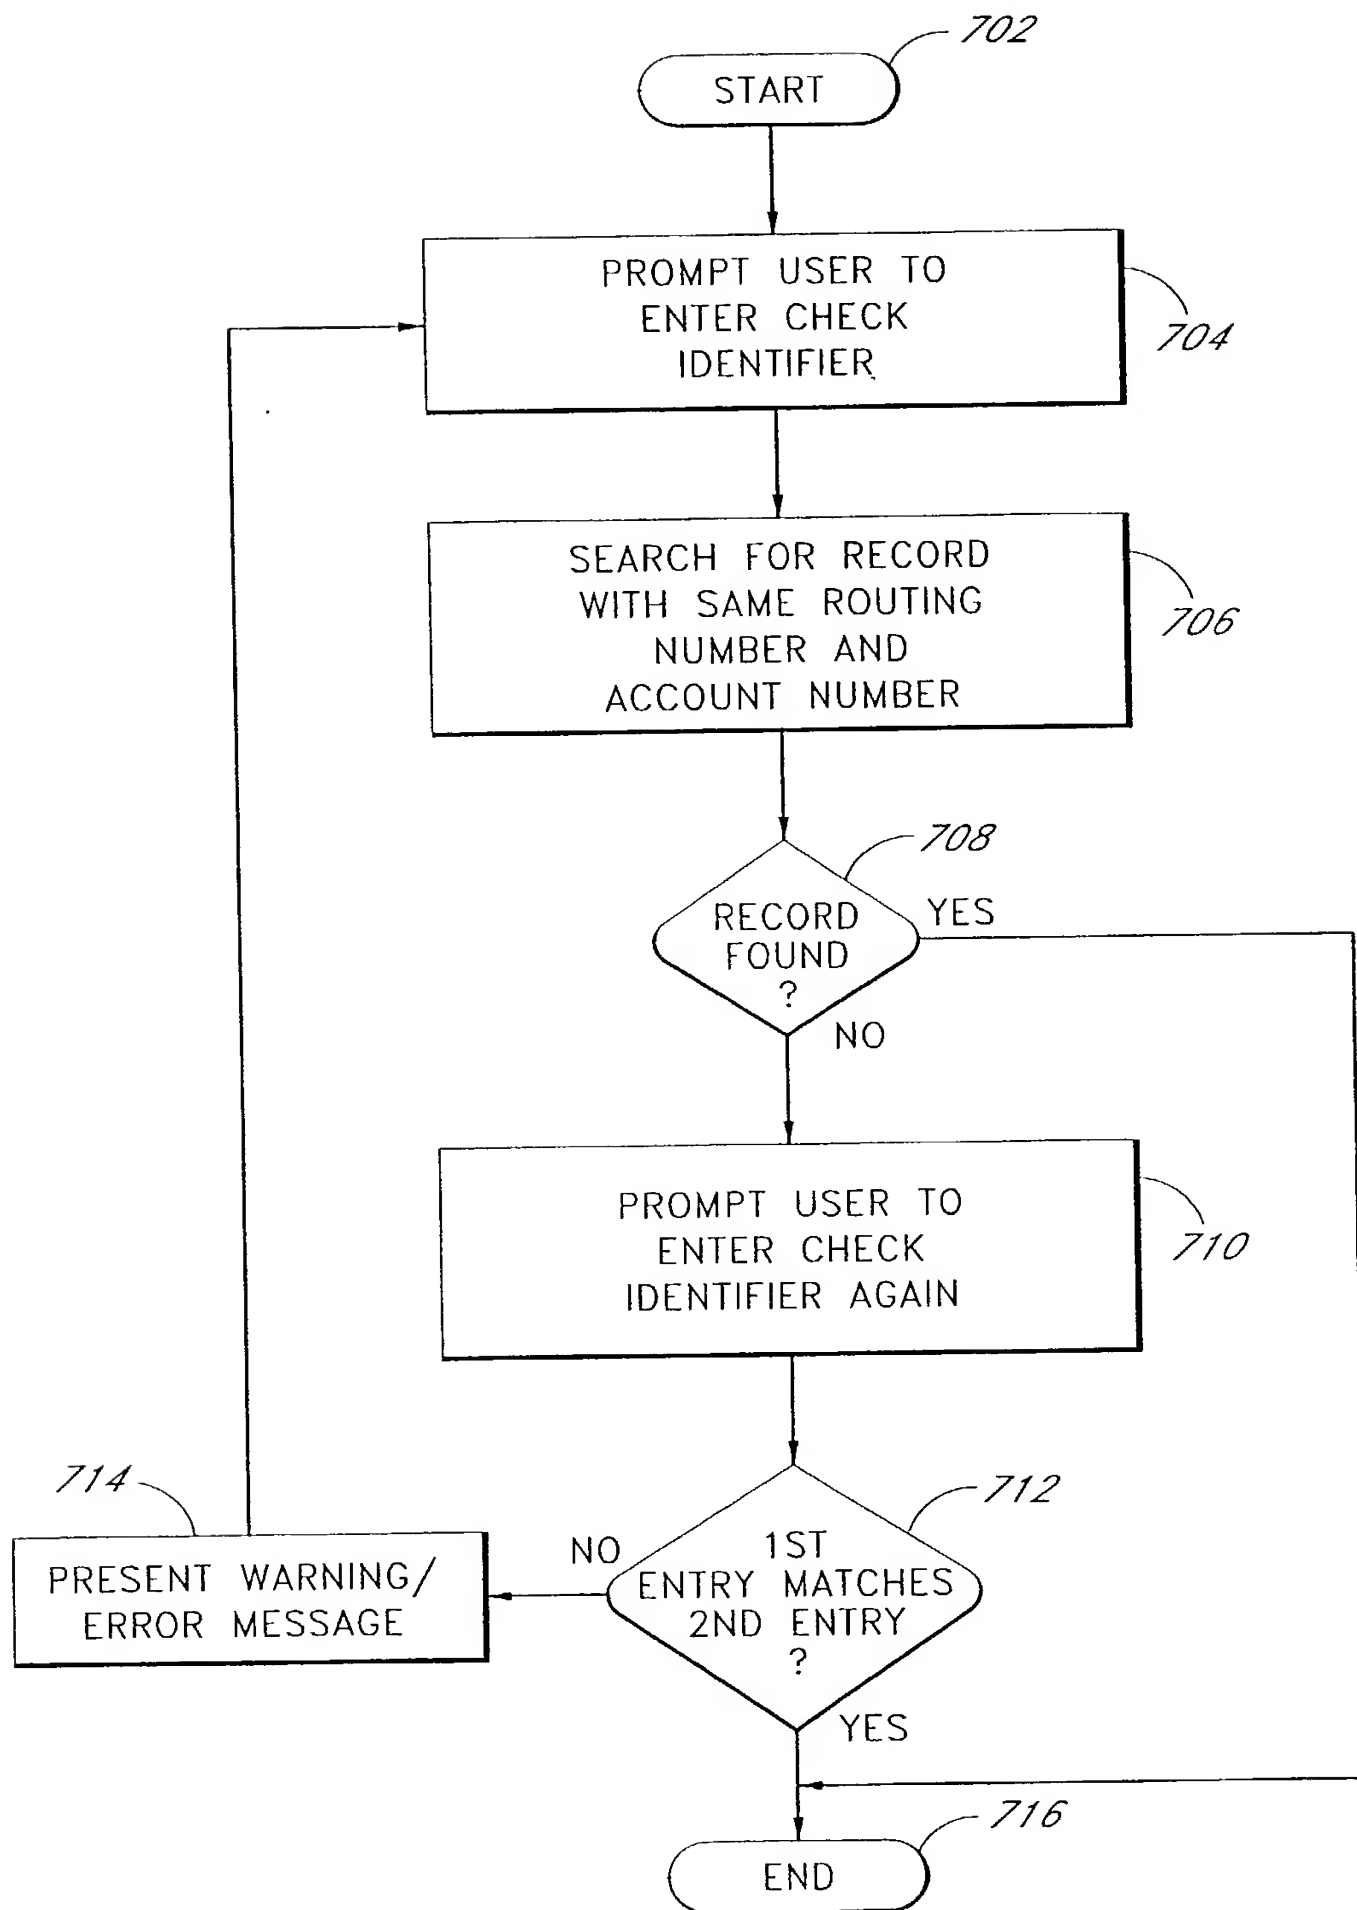 702
START
PROMPT USER TO
ENTER CHECK
IDENTIFIER
704
SEARCH FOR RECORD
WITH SAME ROUTING
NUMBER AND
ACCOUNT NUMBER
706
708
RECORD
FOUND
?
YES
NO
PROMPT USER TO
ENTER CHECK
IDENTIFIER AGAIN
710
714
PRESENT WARNING/
ERROR MESSAGE
NO
712
1ST
ENTRY MATCHES
2ND ENTRY
?
YES
716
END